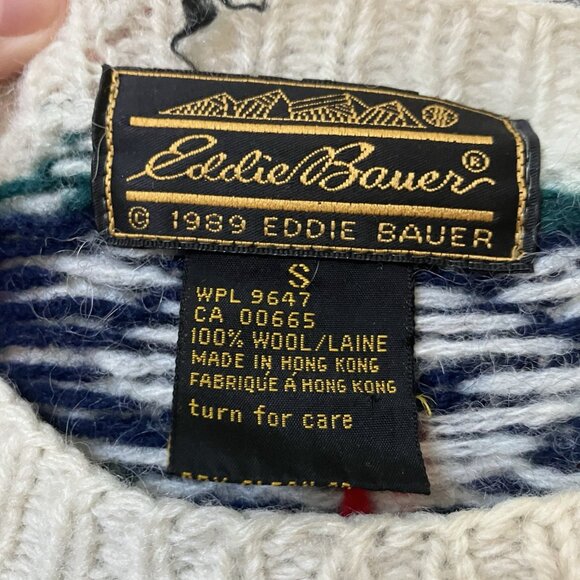 Eddie Bauer®
© 1989 EDDIE BAUER
S
WPL 9647
CA 00665
100% WOOL/LAINE
MADE IN HONG KONG
FABRIQUÉ À HONG KONG
turn for care